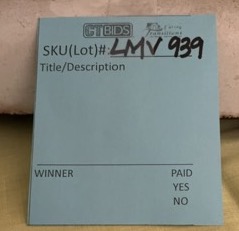 GTBIDS
SKU(Lot)#: LMV 939
Title/Description
WINNER PAID
YES
NO